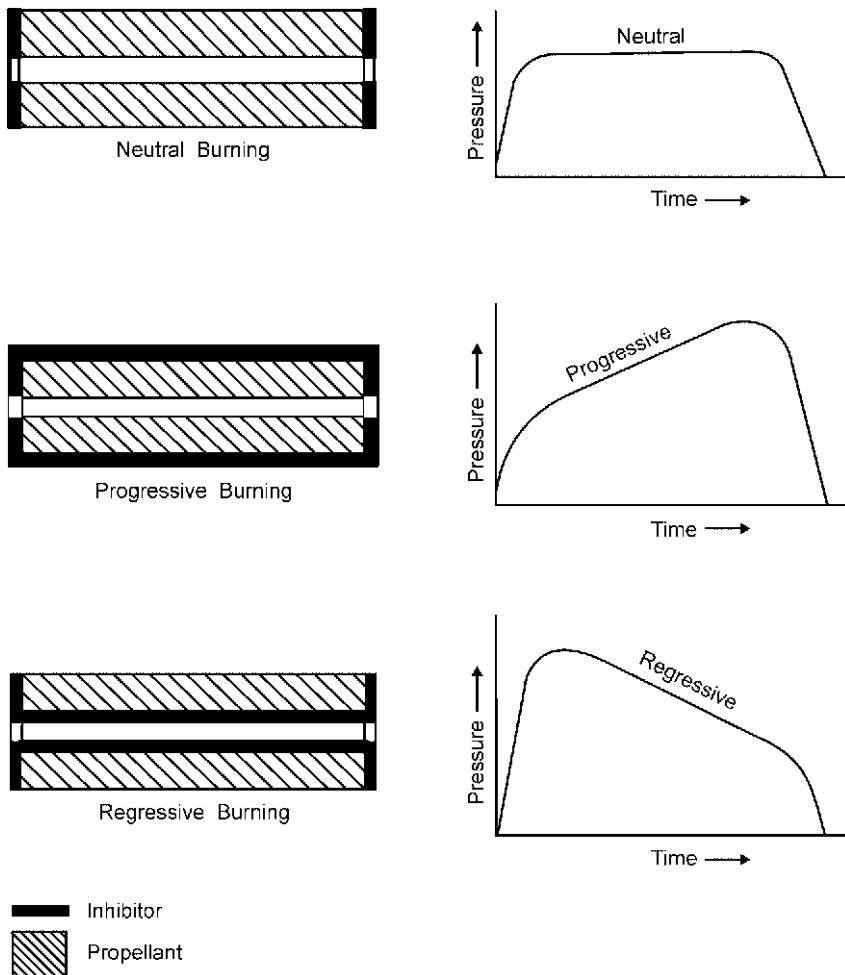 Neutral Burning
Pressure
Neutral
Time
Progressive Burning
Pressure
Progressive
Time
Regressive Burning
Pressure
Regressive
Time
Inhibitor
Propellant